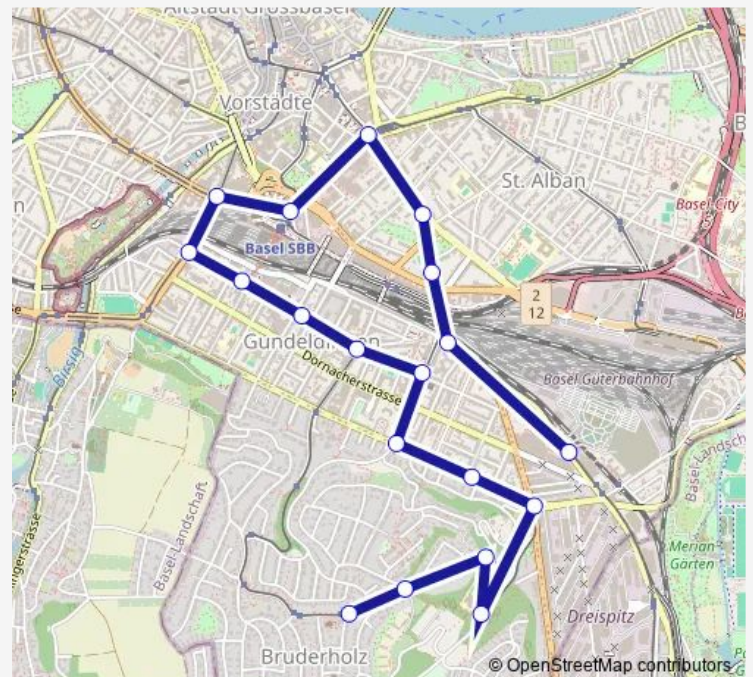 Altstadt Grossbasel
Vorstädte
St. Alban
Basel-City
5
Basel SBB
2
12
Gundeldingen
Dornacherstrasse
Basel Güterbahnhof
Birsig
Basel-Landschaft
Merian-
Gärten
Dreispitz
Bruderholz
© OpenStreetMap contributors